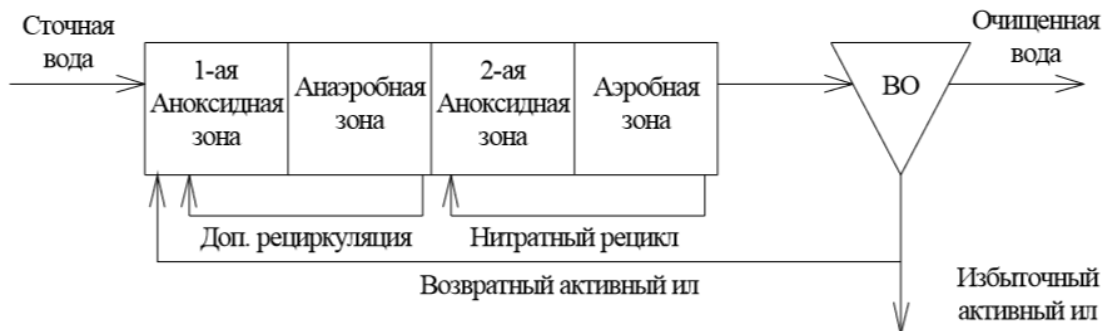 Сточная
вода
1-ая
Аноксидная
зона
Анаэробная
зона
2-ая
Аноксидная
зона
Аэробная
зона
ВО
Очищенная
вода
Доп. рециркуляция
Нитратный рецикл
Возвратный активный ил
Избыточный
активный ил